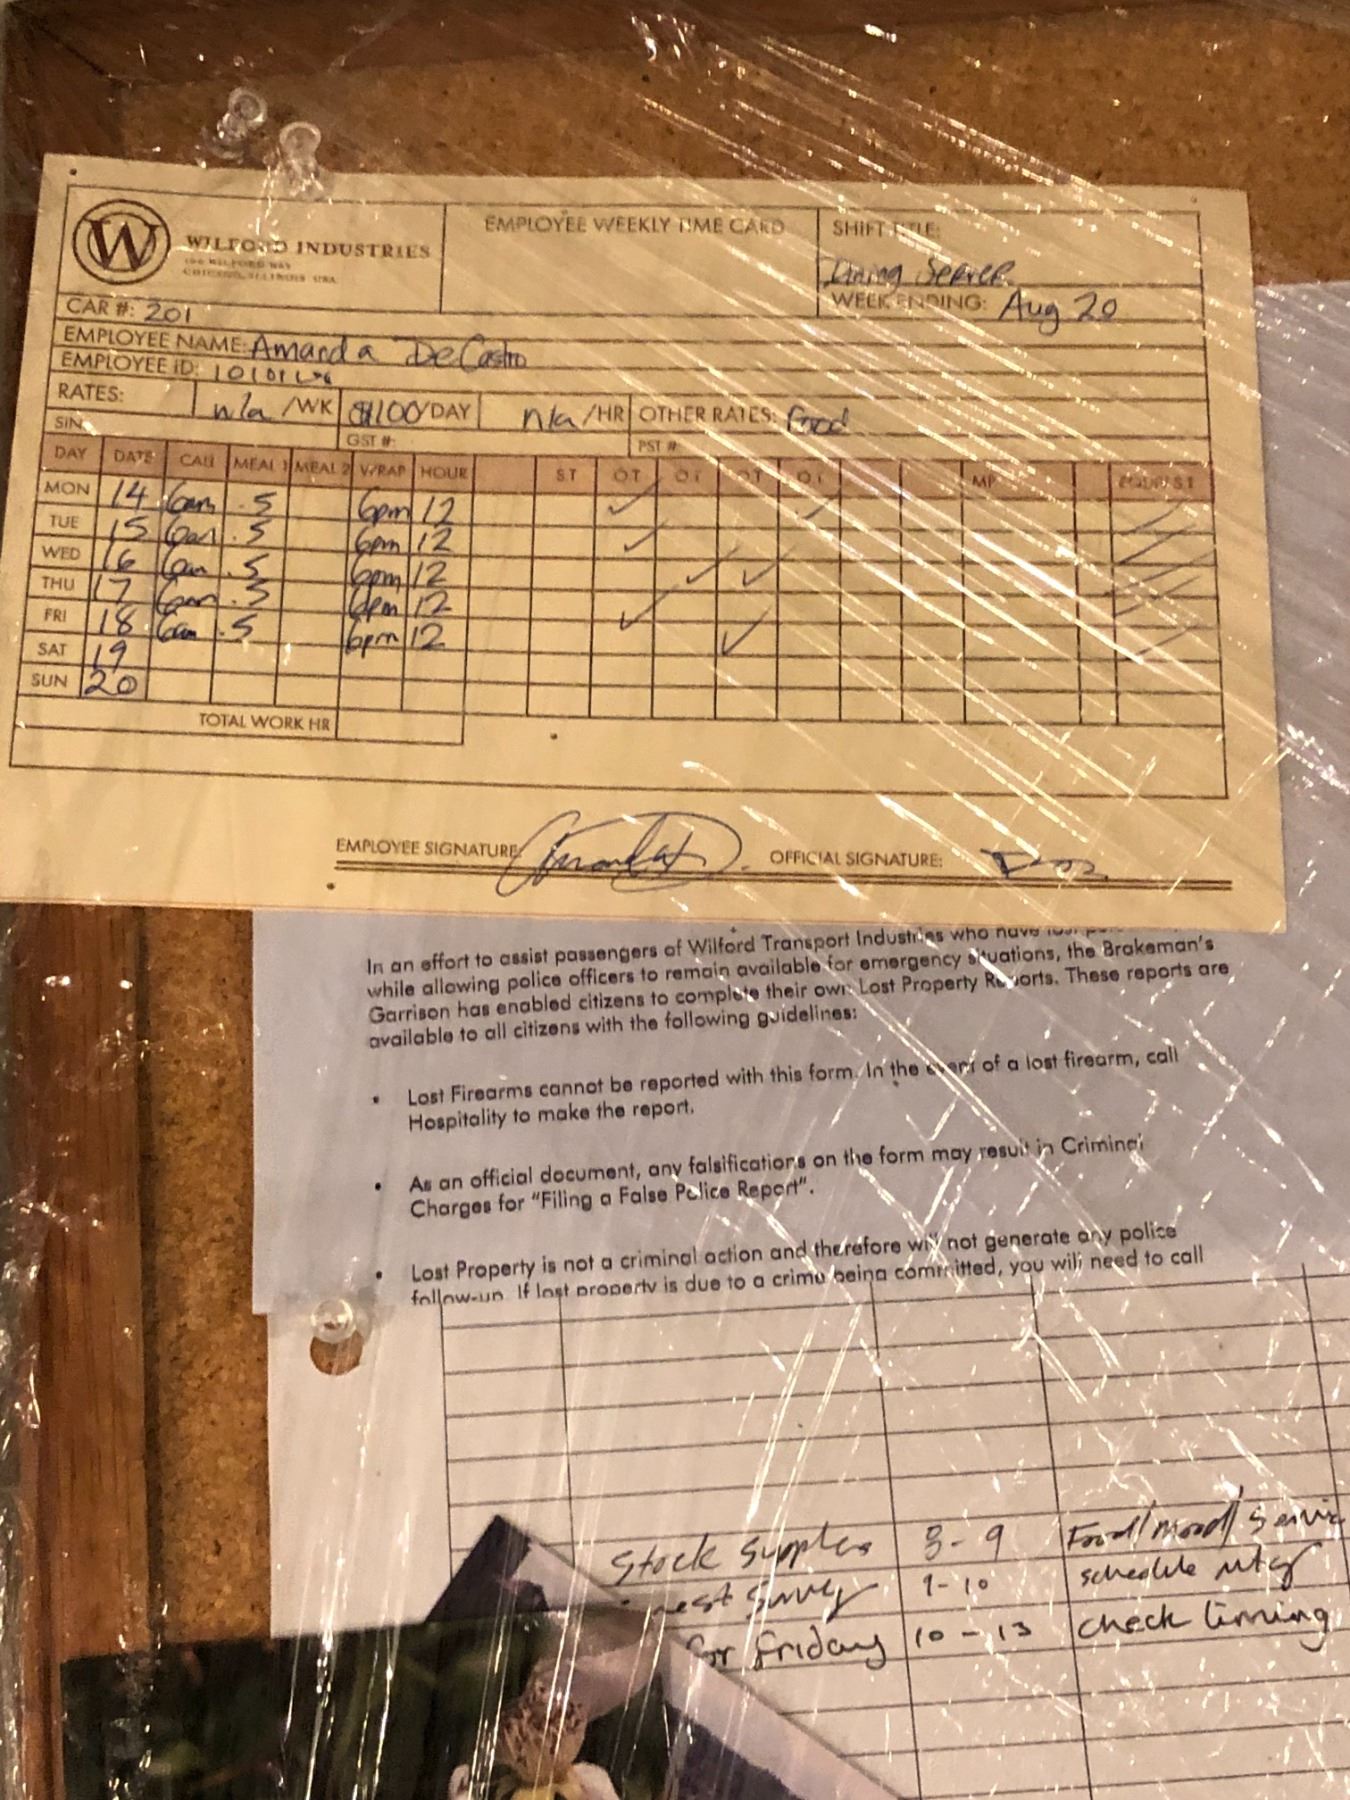 W
WILFORD INDUSTRIES
CHICAGO, ILLINOIS USA
EMPLOYEE WEEKLY TIME CARD
SHIFT TITLE:
Dining Server
WEEK ENDING: Aug 20
CAR #: 201
EMPLOYEE NAME: Amanda DeCastro
EMPLOYEE ID:
RATES: n/a /WK $100/DAY n/a /HR OTHER RATES: Food
SIN GST #: PST #
DAY DATE CALL MEAL 1 MEAL 2 WRAP HOUR ST OT OT OT OT MP
MON 14 6am .5 6pm 12
TUE 15 6am .5 6pm 12
WED 16 6am .5 6pm 12
THU 17 6am .5 6pm 12
FRI 18 6am .5 6pm 12
SAT 19
SUN 20
TOTAL WORK HR
EMPLOYEE SIGNATURE OFFICIAL SIGNATURE:
In an effort to assist passengers of Wilford Transport Industries who have lost
while allowing police officers to remain available for emergency situations, the Brakeman's
Garrison has enabled citizens to complete their own Lost Property Reports. These reports are
available to all citizens with the following guidelines:
• Lost Firearms cannot be reported with this form. In the event of a lost firearm, call
Hospitality to make the report.
• As an official document, any falsifications on the form may result in Criminal
Charges for "Filing a False Police Report".
• Lost Property is not a criminal action and therefore will not generate any police
follow-up. If lost property is due to a crime being committed, you will need to call
Stock supplies 8-9 Food/mood/
9-10 schedule mtg
for friday 10-13 check timing